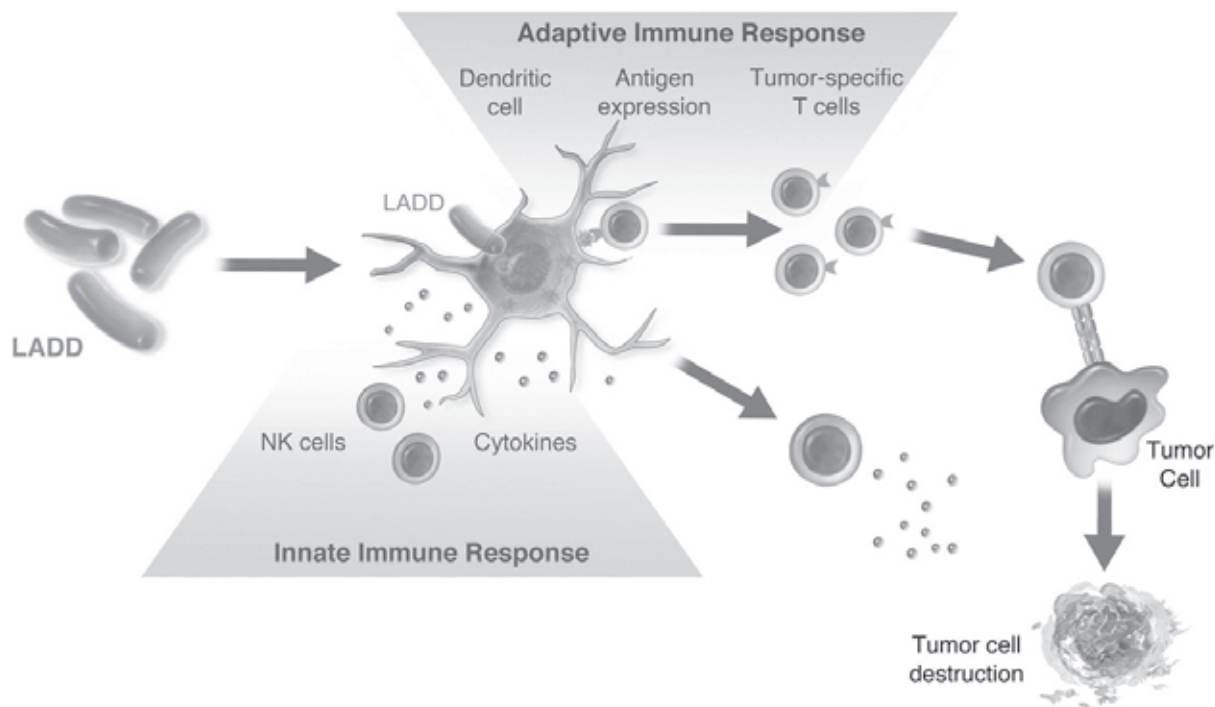 Adaptive Immune Response
Dendritic
cell
Antigen
expression
Tumor-specific
T cells
LADD
LADD
NK cells
Cytokines
Innate Immune Response
Tumor
Cell
Tumor cell
destruction